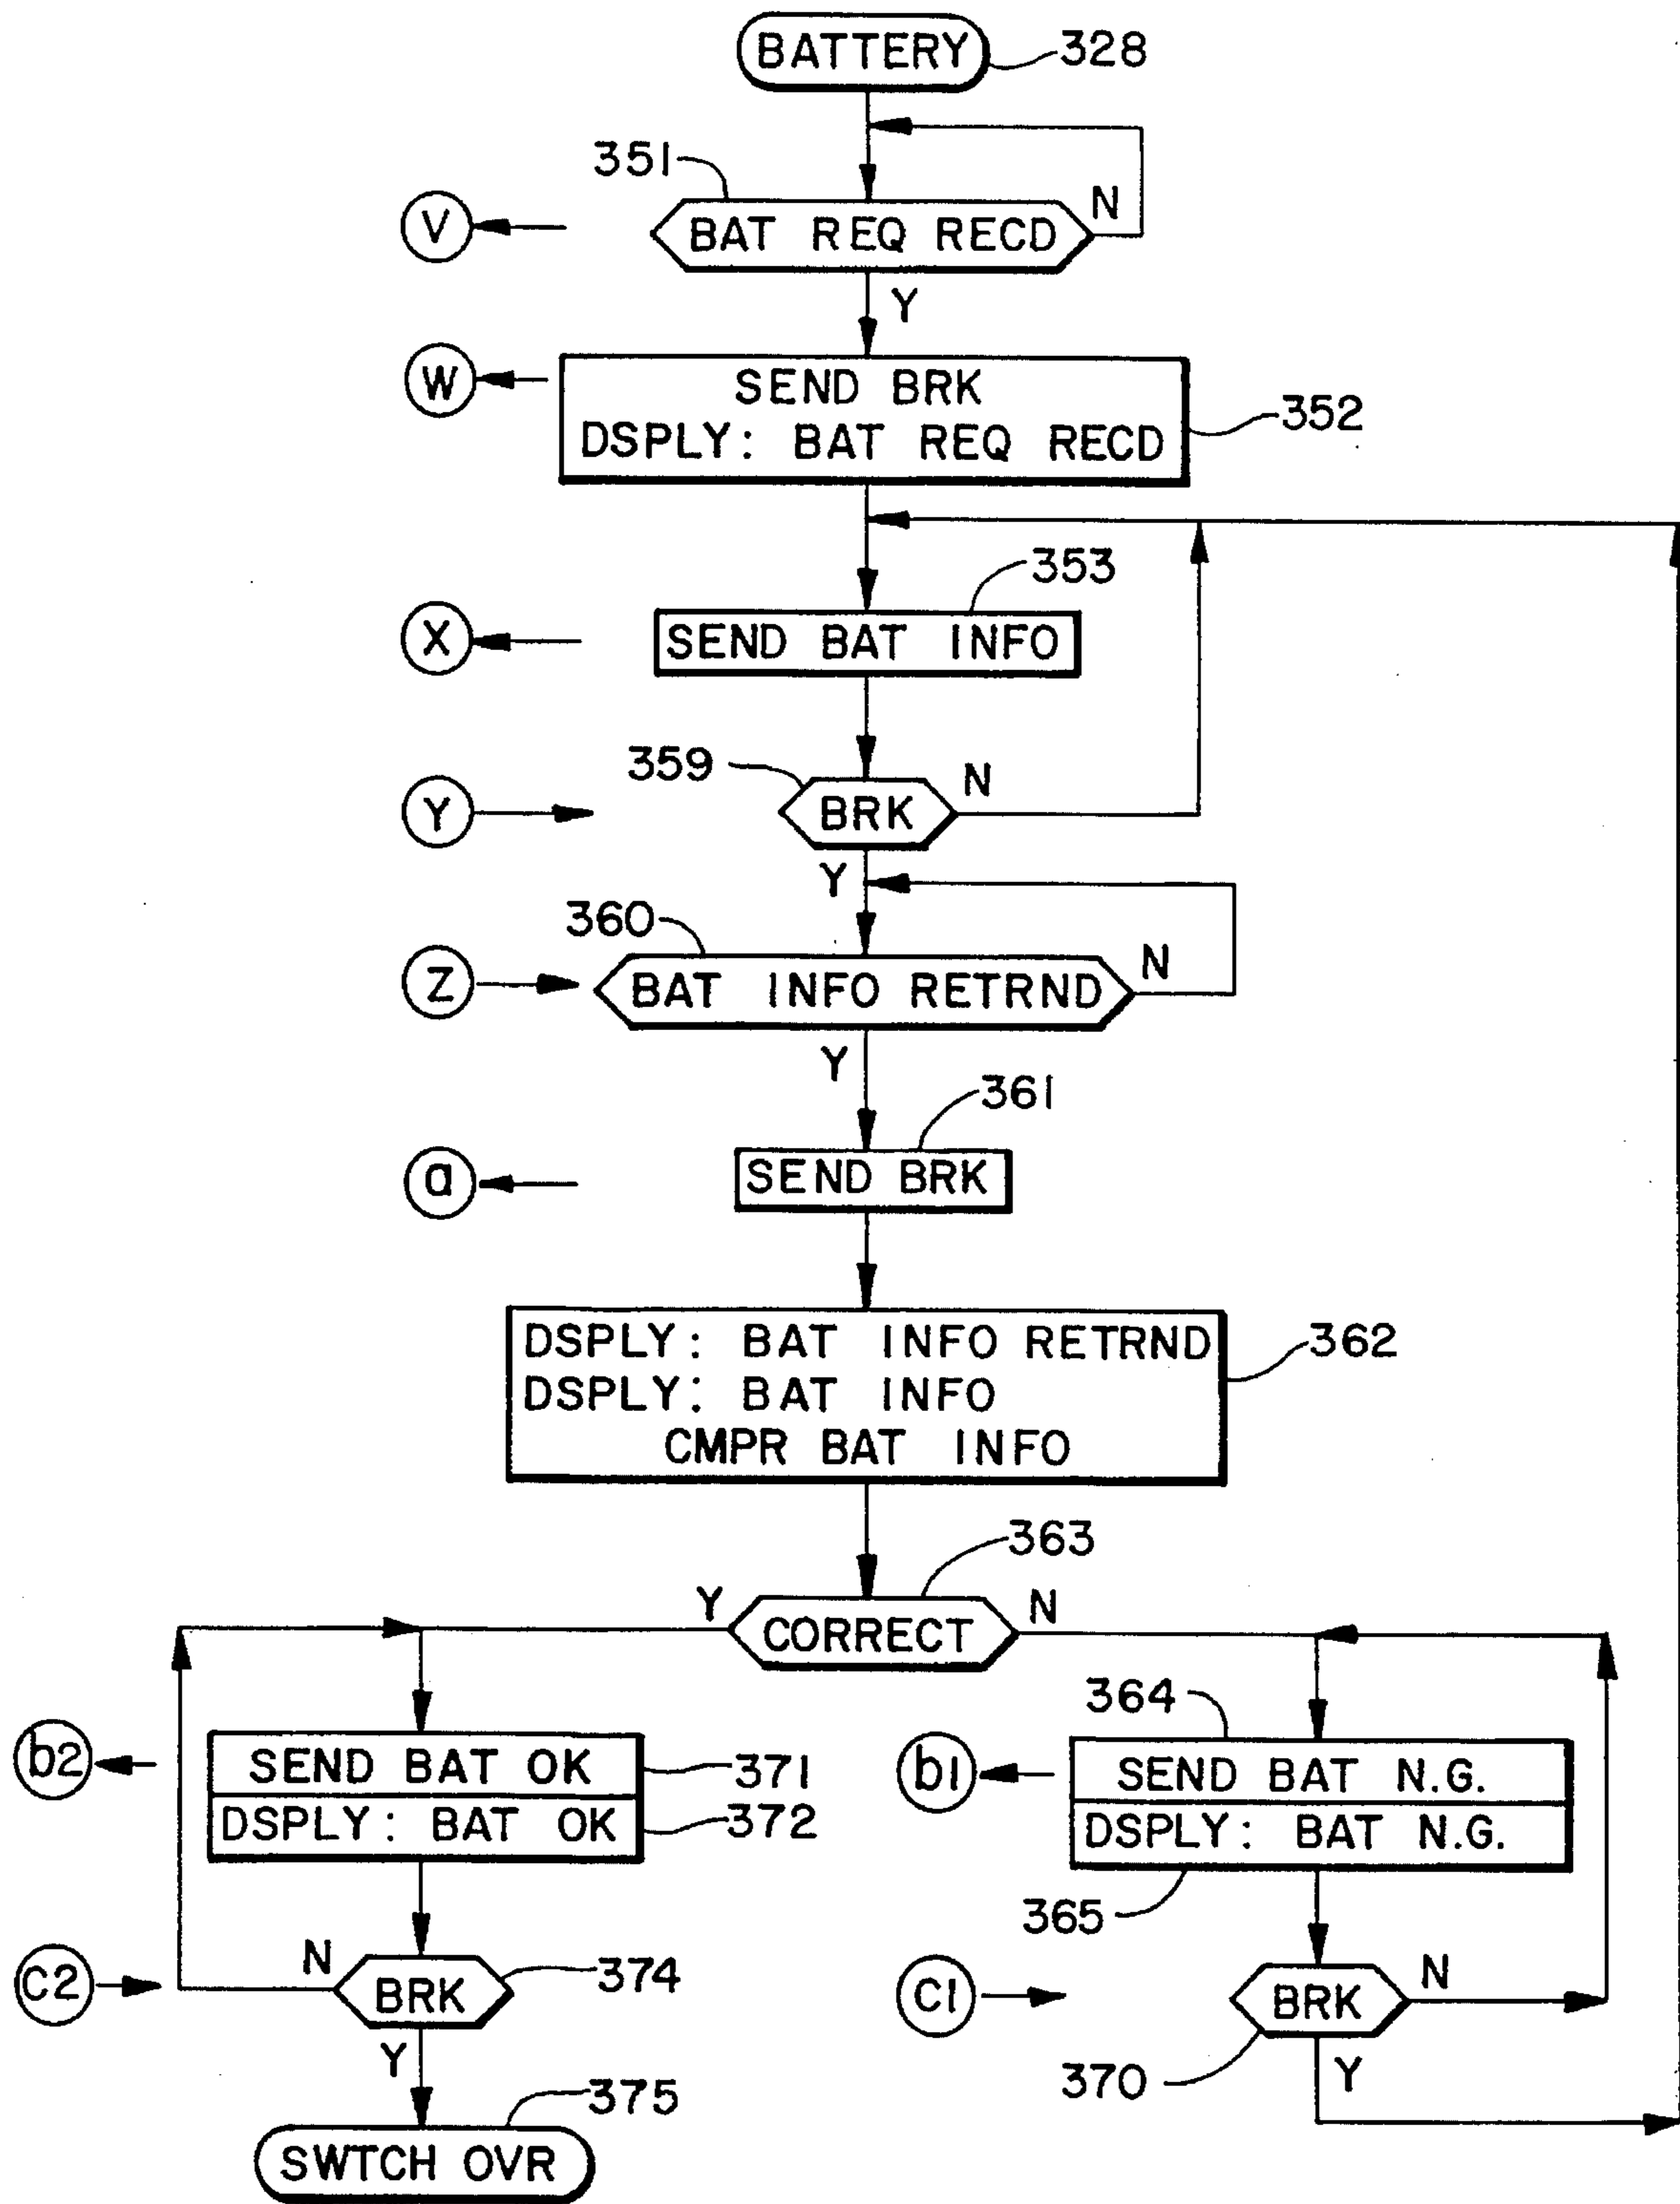 BATTERY
328
351
N
V
BAT REQ RECD
Y
W
SEND BRK
DSPLY: BAT REQ RECD
352
353
X
SEND BAT INFO
359
N
Y
BRK
Y
360
N
Z
BAT INFO RETRND
Y
361
a
SEND BRK
DSPLY: BAT INFO RETRND
DSPLY: BAT INFO
CMPR BAT INFO
362
363
Y
CORRECT
N
364
b2
SEND BAT OK
371
DSPLY: BAT OK
372
b1
SEND BAT N.G.
DSPLY: BAT N.G.
365
N
C2
BRK
374
Y
375
SWTCH OVR
C1
BRK
N
370
Y